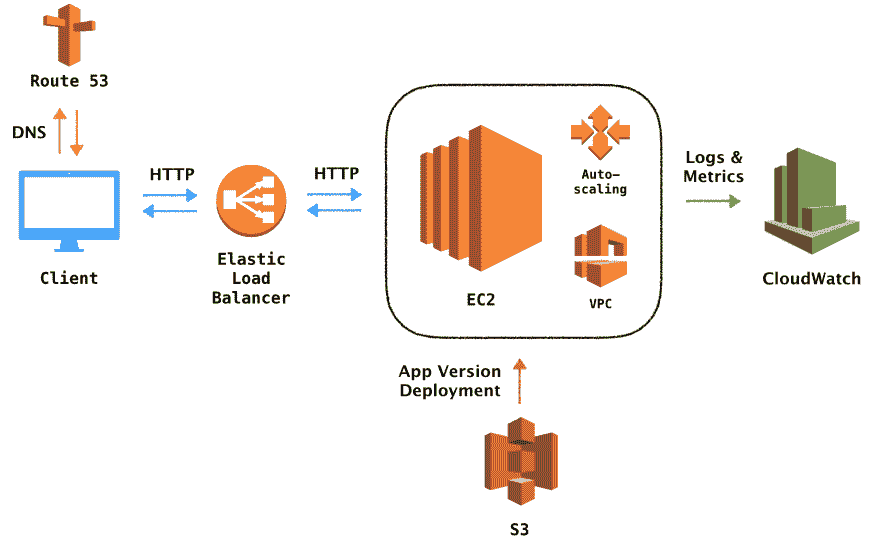 Route 53
DNS
HTTP
HTTP
Client
Elastic
Load
Balancer
EC2
Auto-
scaling
VPC
Logs &
Metrics
CloudWatch
App Version
Deployment
S3